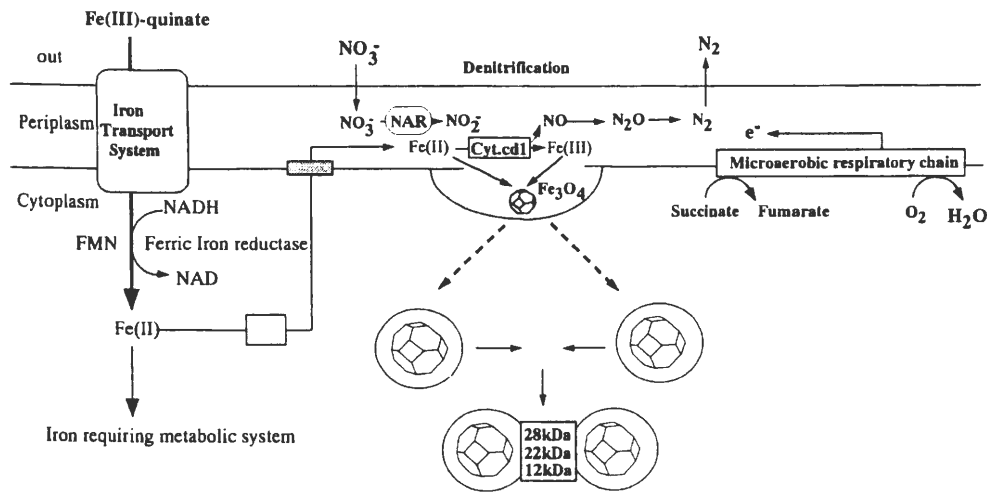 Fe(III)-quinate
out
NO3-
Denitrification
N2
Periplasm
Iron
Transport
System
NO3-
NAR
NO2-
NO
N2O
N2
e-
Fe(II)
Cyt.cd1
Fe(III)
Microaerobic respiratory chain
Cytoplasm
Fe3O4
Succinate
Fumarate
O2
H2O
NADH
FMN
Ferric Iron reductase
NAD
Fe(II)
Iron requiring metabolic system
28kDa
22kDa
12kDa